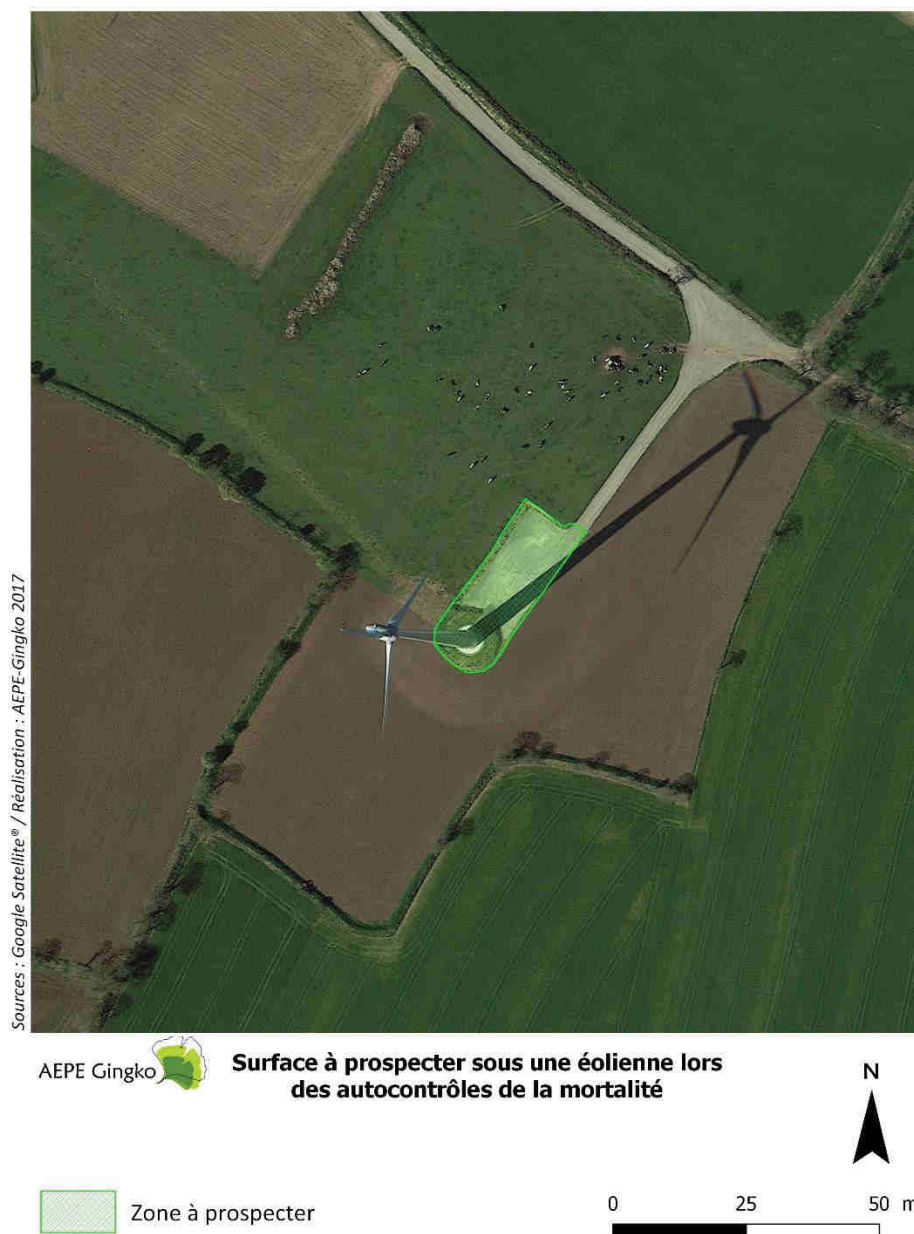 Sources : Google Satellite® / Réalisation : AEPE-Gingko 2017
AEPE Gingko
Surface à prospecter sous une éolienne lors
des autocontrôles de la mortalité
N
Zone à prospecter
0 25 50 m